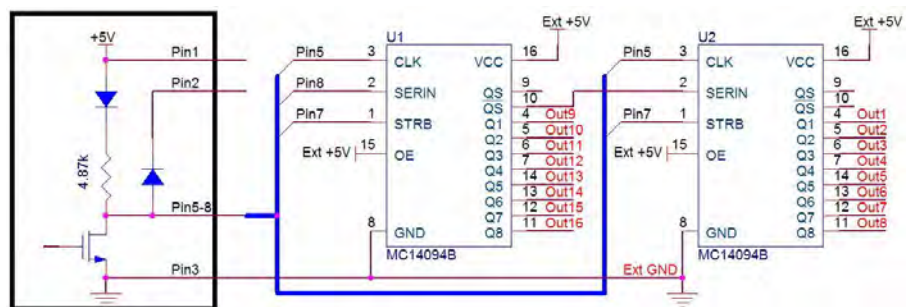 +5V
Pin1
Pin2
4.87k
Pin5-8
Pin3
U1
Ext +5V
Pin5 3 CLK VCC 16
Pin8 2 SERIN QS 9
QS 10
Pin7 1 STRB Q1 4 Out9
Q2 5 Out10
Ext +5V 15 OE Q3 6 Out11
Q4 7 Out12
Q5 14 Out13
Q6 13 Out14
Q7 12 Out15
8 GND Q8 11 Out16
MC14094B
U2
Ext +5V
Pin5 3 CLK VCC 16
2 SERIN QS 9
QS 10
Pin7 1 STRB Q1 4 Out1
Q2 5 Out2
Ext +5V 15 OE Q3 6 Out3
Q4 7 Out4
Q5 14 Out5
Q6 13 Out6
Q7 12 Out7
8 GND Q8 11 Out8
MC14094B
Ext GND